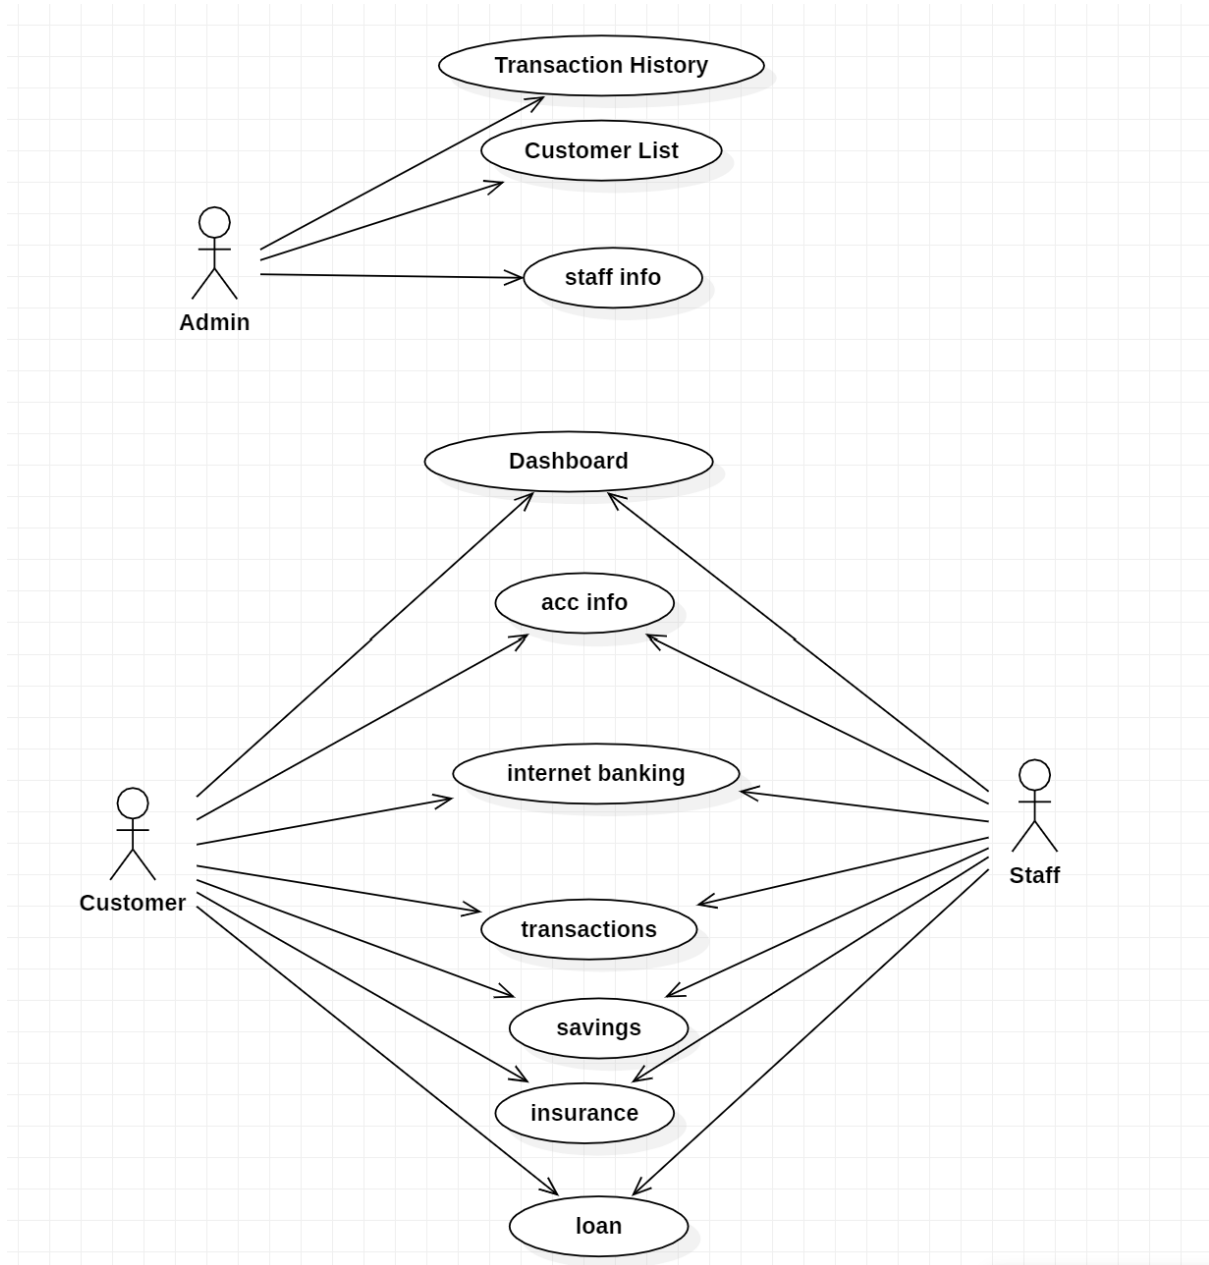 Transaction History
Customer List
staff info
Admin
Dashboard
acc info
internet banking
Staff
Customer
transactions
savings
insurance
loan